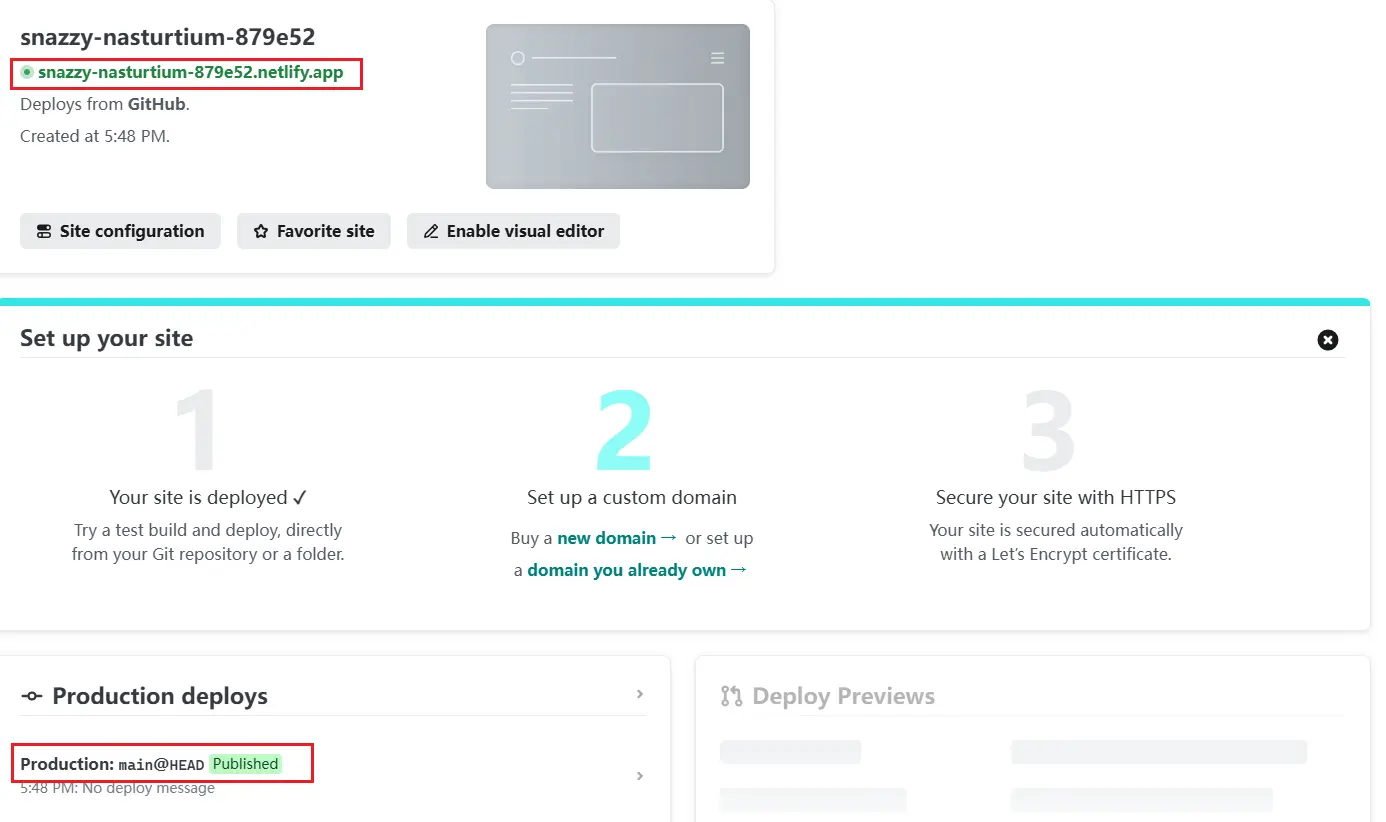 snazzy-nasturtium-879e52
snazzy-nasturtium-879e52.netlify.app
Deploys from GitHub.
Created at 5:48 PM.
Site configuration
Favorite site
Enable visual editor
Set up your site
1
Your site is deployed ✓
Try a test build and deploy, directly
from your Git repository or a folder.
2
Set up a custom domain
Buy a new domain → or set up
a domain you already own →
3
Secure your site with HTTPS
Your site is secured automatically
with a Let’s Encrypt certificate.
Production deploys
Production: main@HEAD Published
5:48 PM: No deploy message
Deploy Previews